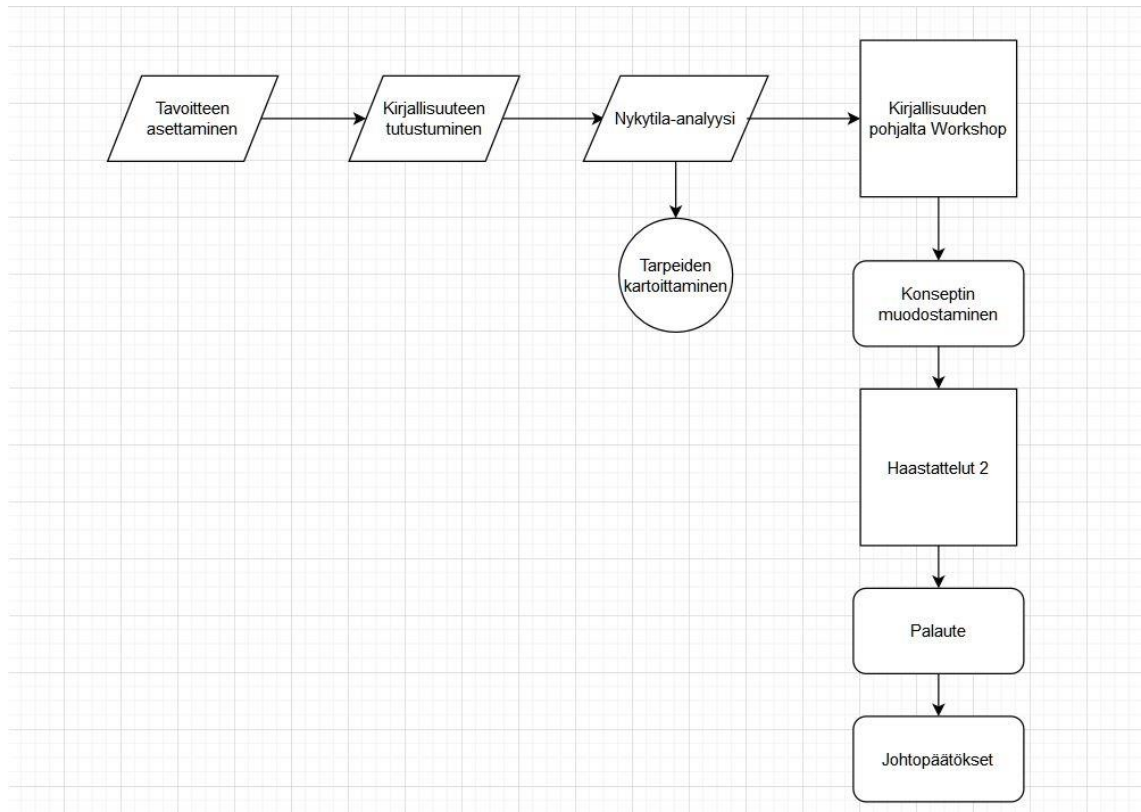 Tavoitteen
asettaminen
Kirjallisuuteen
tutustuminen
Nykytila-analyysi
Kirjallisuuden
pohjalta Workshop
Tarpeiden
kartoittaminen
Konseptin
muodostaminen
Haastattelut 2
Palaute
Johtopäätökset